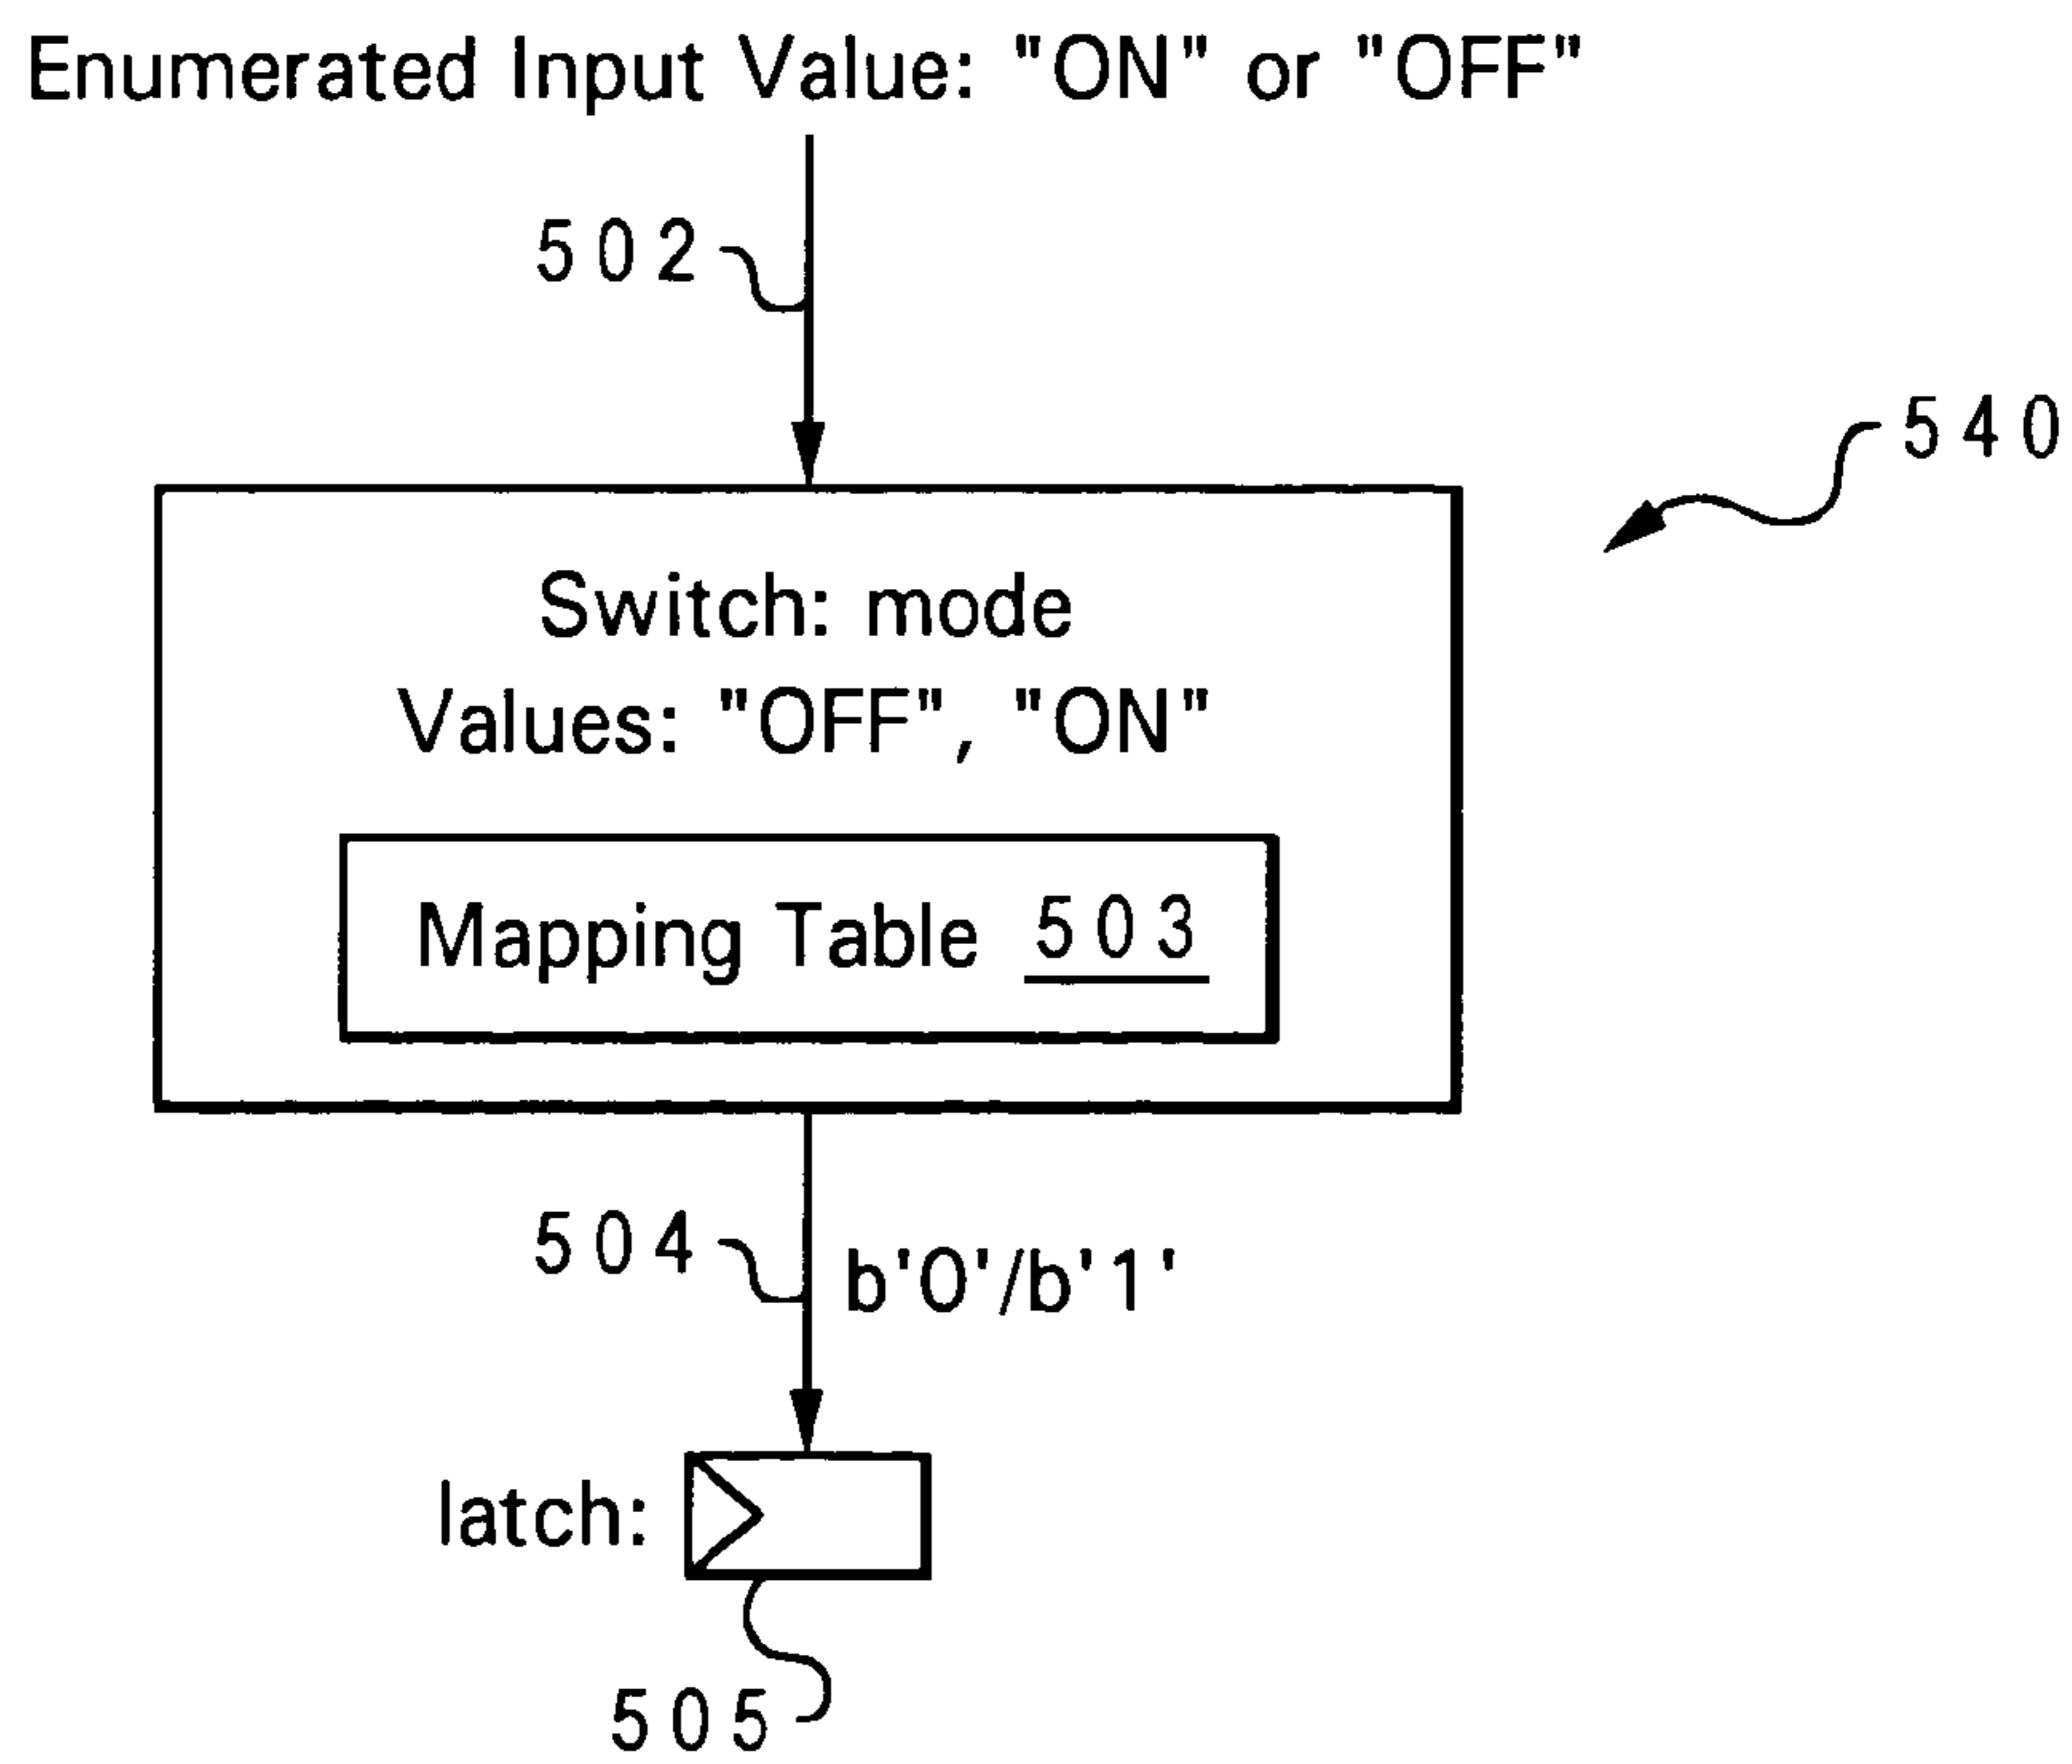 Enumerated Input Value: "ON" or "OFF"
502
540
Switch: mode
Values: "OFF", "ON"
Mapping Table 503
504
b'0'/b'1'
latch:
505